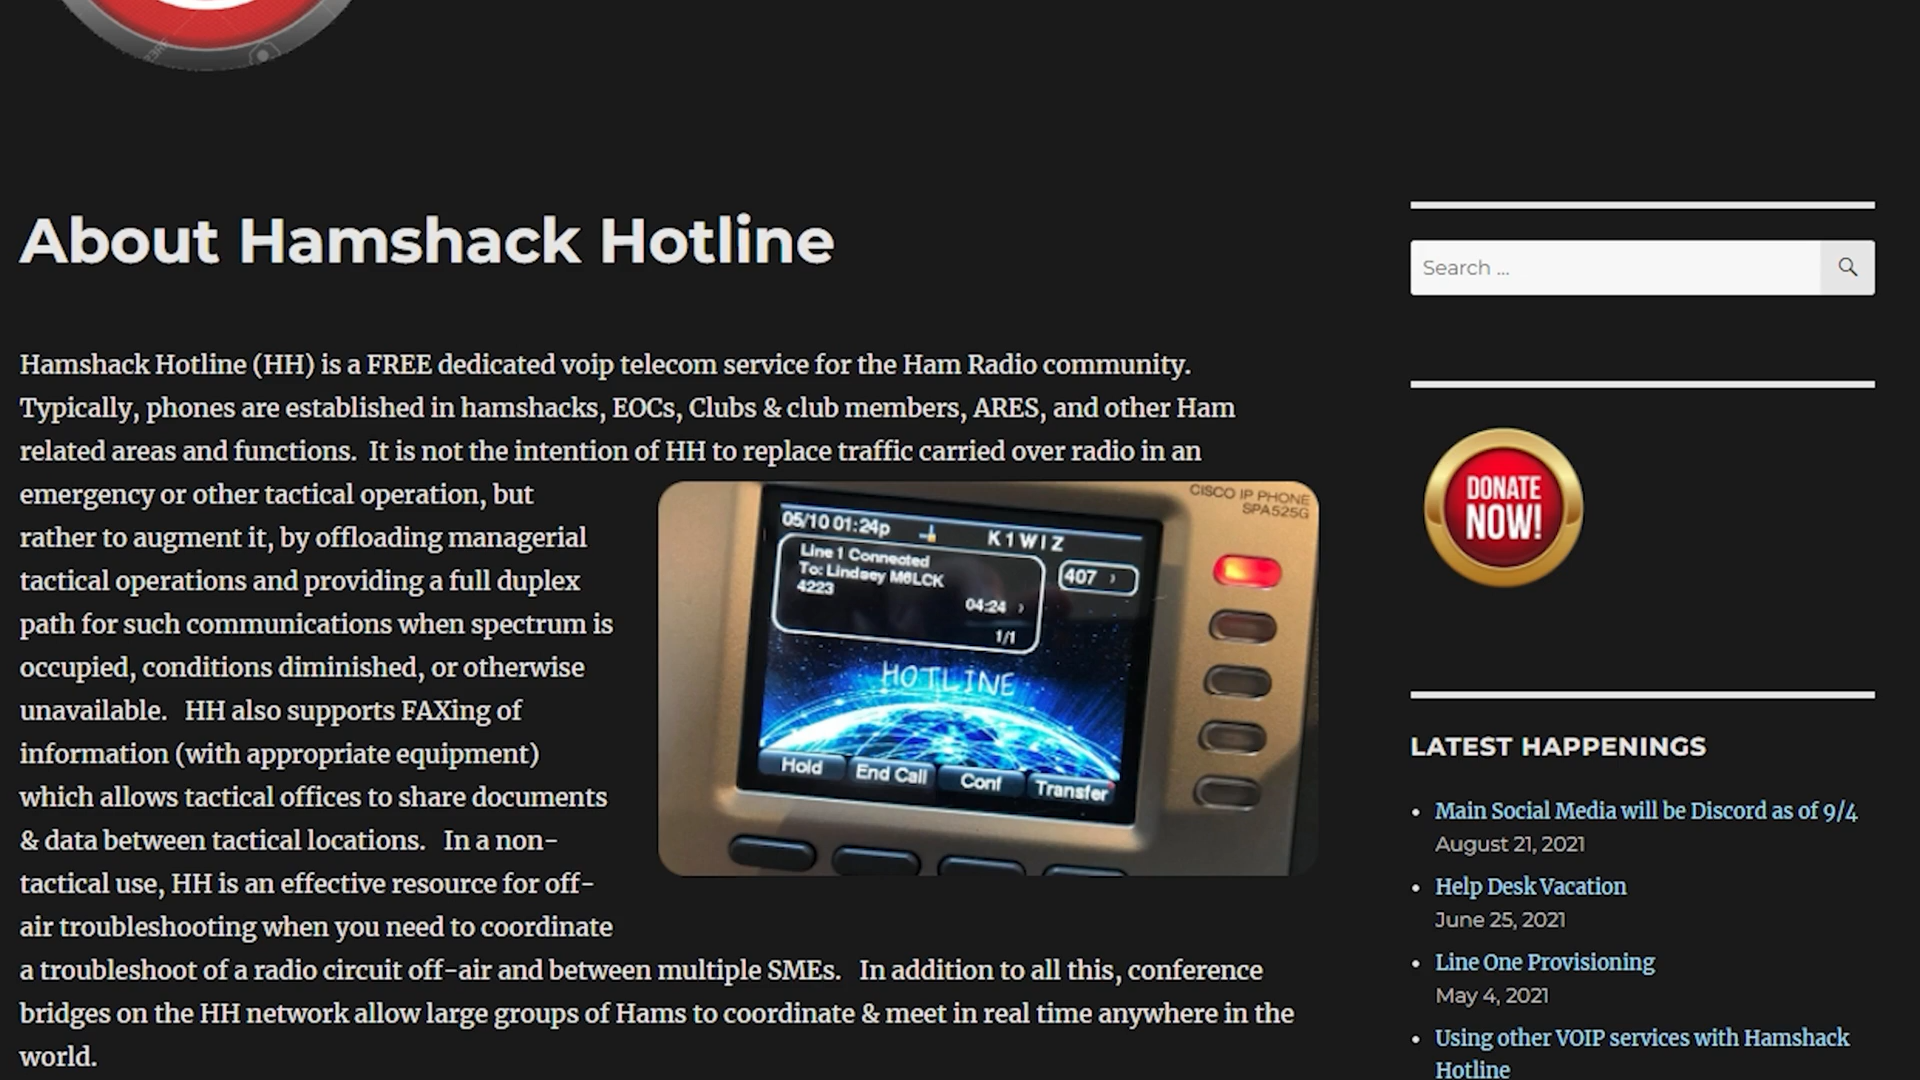 About Hamshack Hotline
Hamshack Hotline (HH) is a FREE dedicated voip telecom service for the Ham Radio community.
Typically, phones are established in hamshacks, EOCs, Clubs & club members, ARES, and other Ham
related areas and functions.  It is not the intention of HH to replace traffic carried over radio in an
emergency or other tactical operation, but
rather to augment it, by offloading managerial
tactical operations and providing a full duplex
path for such communications when spectrum is
occupied, conditions diminished, or otherwise
unavailable.   HH also supports FAXing of
information (with appropriate equipment)
which allows tactical offices to share documents
& data between tactical locations.   In a non-
tactical use, HH is an effective resource for off-
air troubleshooting when you need to coordinate
a troubleshoot of a radio circuit off-air and between multiple SMEs.   In addition to all this, conference
bridges on the HH network allow large groups of Hams to coordinate & meet in real time anywhere in the
world.
CISCO IP PHONE
SPA525G
05/10 01:24p K1WIZ
Line 1 Connected
To: Lindsey M6LCK
4223
04:24
1/1
407
HOTLINE
Hold End Call Conf Transfer
Search ...
DONATE
NOW!
LATEST HAPPENINGS
Main Social Media will be Discord as of 9/4
August 21, 2021
Help Desk Vacation
June 25, 2021
Line One Provisioning
May 4, 2021
Using other VOIP services with Hamshack
Hotline